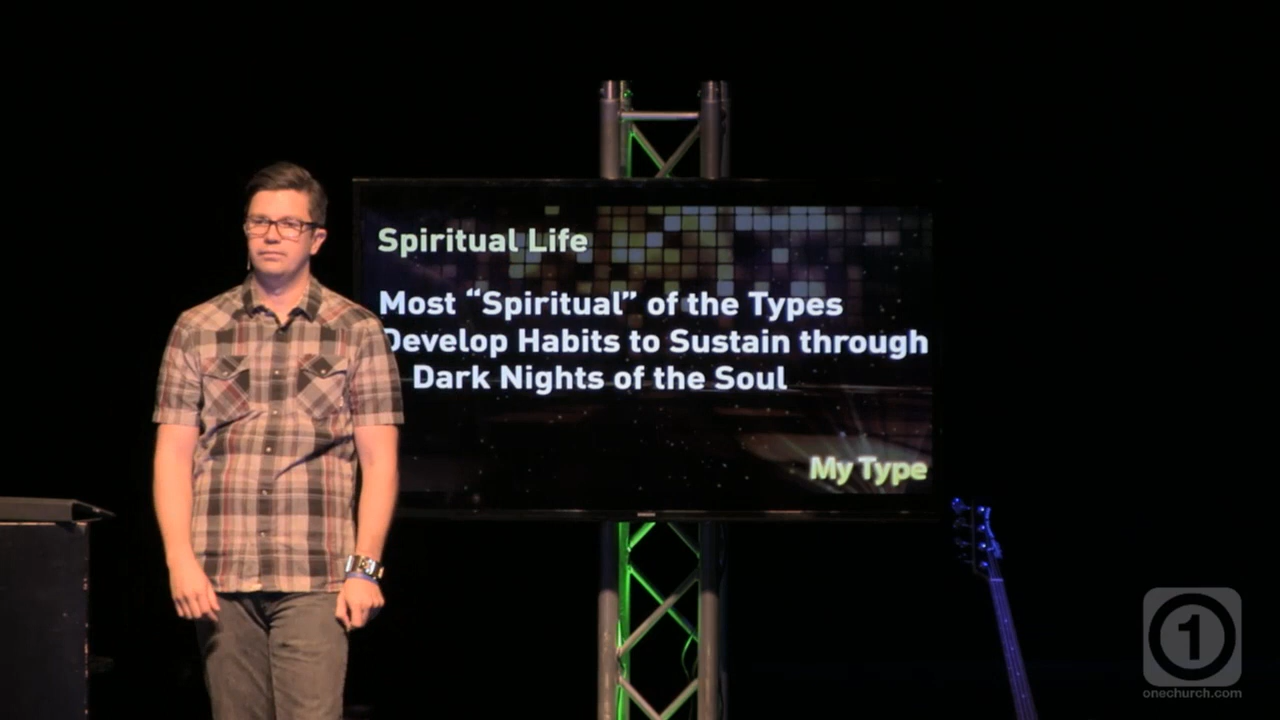 Spiritual Life
Most “Spiritual” of the Types
Develop Habits to Sustain through
Dark Nights of the Soul
My Type
1
onechurch.com